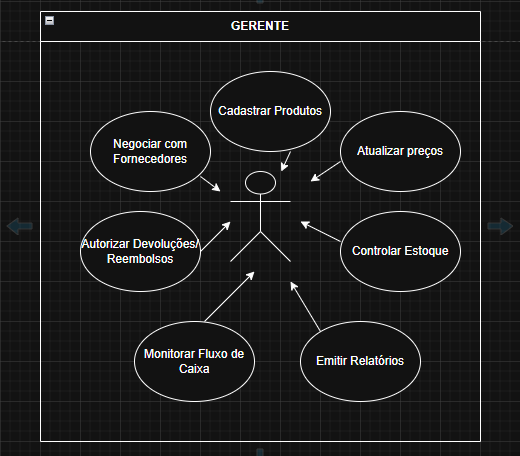 GERENTE
Cadastrar Produtos
Negociar com
Fornecedores
Atualizar preços
Autorizar Devoluções/
Reembolsos
Controlar Estoque
Monitorar Fluxo de
Caixa
Emitir Relatórios